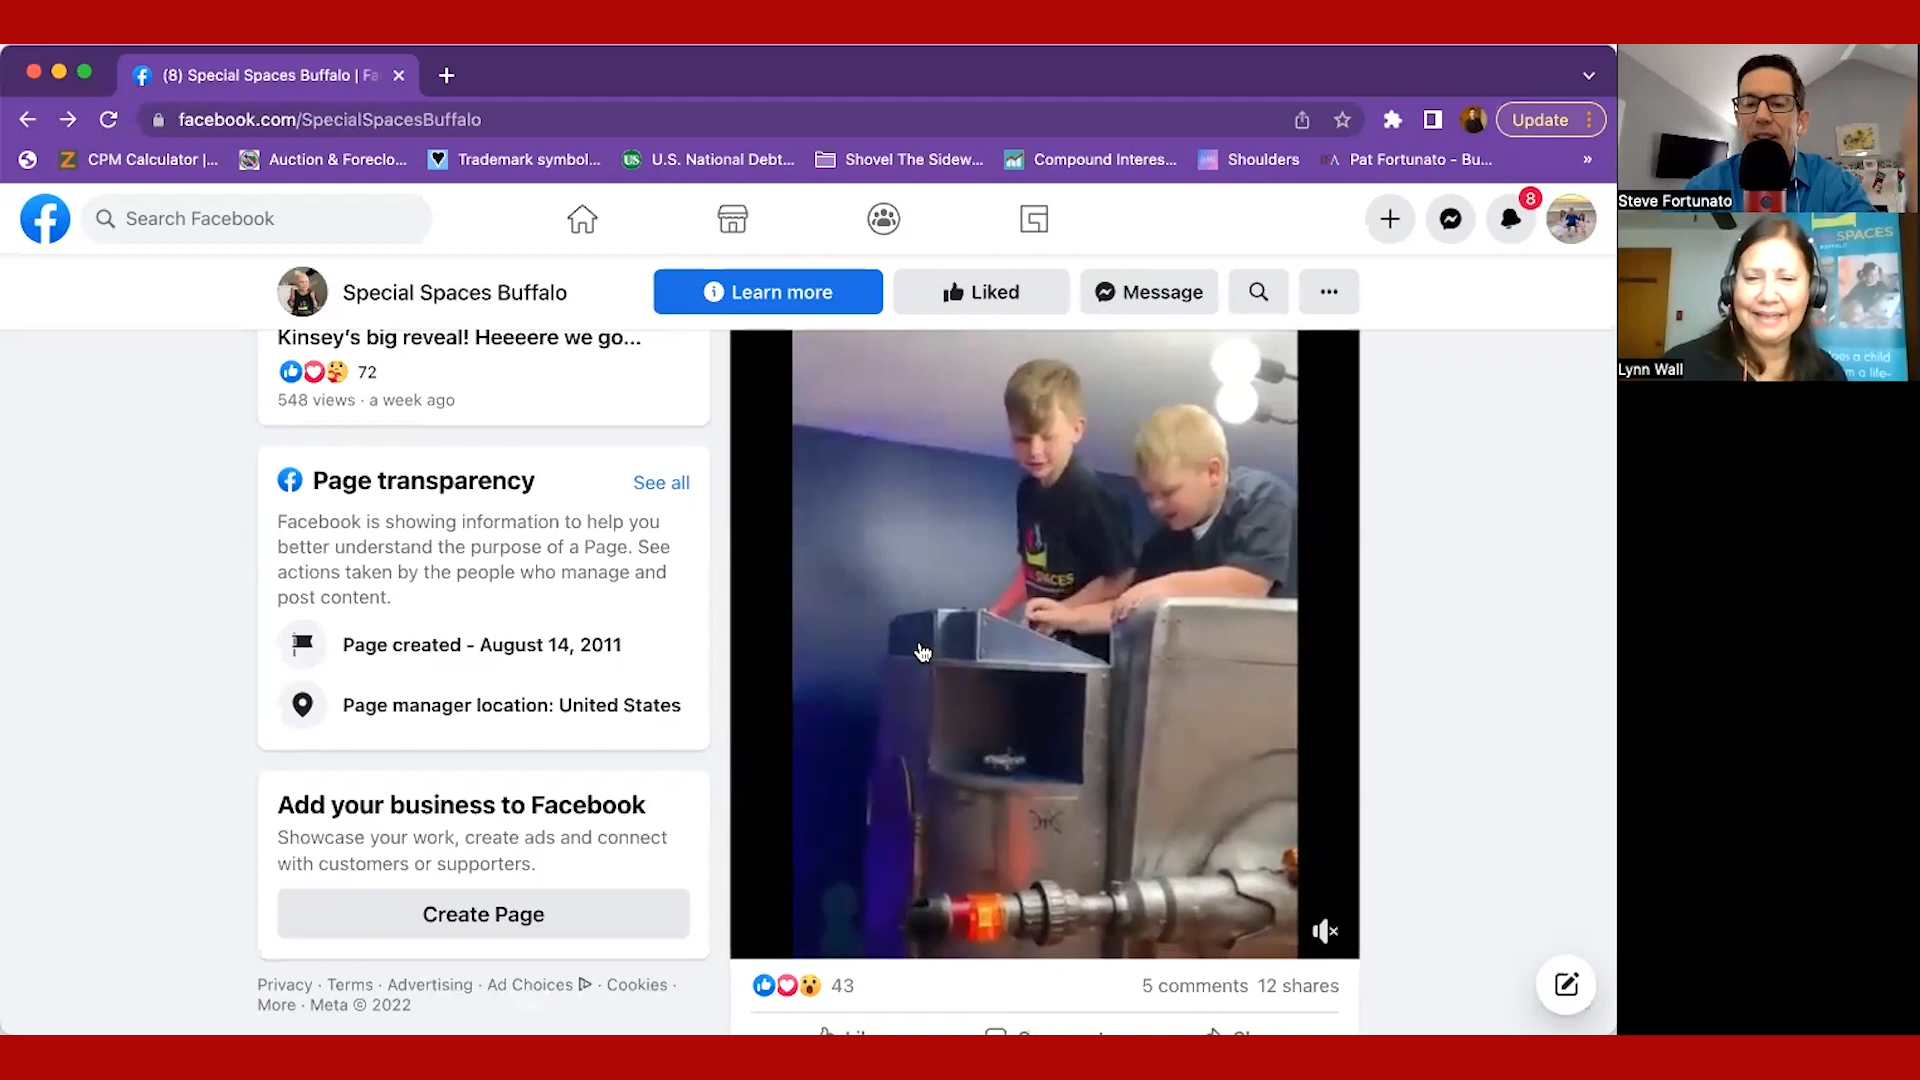 (8) Special Spaces Buffalo | Fa
facebook.com/SpecialSpacesBuffalo
Update
CPM Calculator |...
Auction & Foreclo...
Trademark symbol...
US
U.S. National Debt...
Shovel The Sidew...
Compound Interes...
Shoulders
Pat Fortunato - Bu...
»
Search Facebook
8
Special Spaces Buffalo
Learn more
Liked
Message
Kinsey's big reveal! Heeeere we go...
72
548 views · a week ago
Page transparency
See all
Facebook is showing information to help you
better understand the purpose of a Page. See
actions taken by the people who manage and
post content.
Page created - August 14, 2011
Page manager location: United States
Add your business to Facebook
Showcase your work, create ads and connect
with customers or supporters.
Create Page
Privacy · Terms · Advertising · Ad Choices · Cookies ·
More · Meta © 2022
SPACES
43
5 comments 12 shares
Steve Fortunato
SPACES
BUFFALO
does a child
m a life-
Lynn Wall